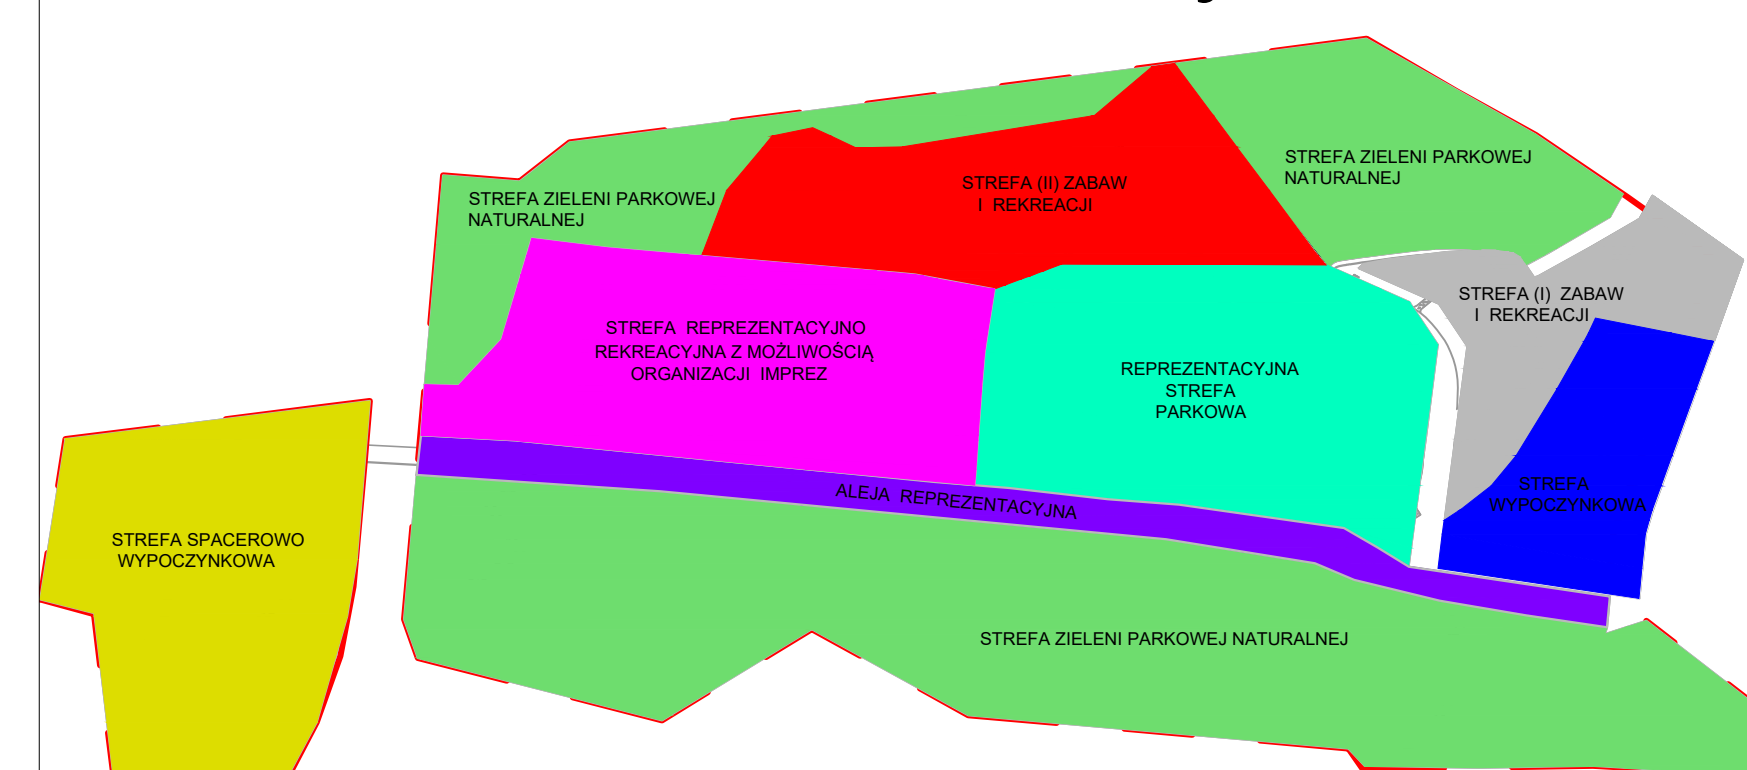 STREFA ZIELENI PARKOWEJ
NATURALNEJ
STREFA (II) ZABAW
I REKREACJI
STREFA ZIELENI PARKOWEJ
NATURALNEJ
STREFA REPREZENTACYJNO
REKREACYJNA Z MOŻLIWOŚCIĄ
ORGANIZACJI IMPREZ
REPREZENTACYJNA
STREFA
PARKOWA
STREFA (I) ZABAW
I REKREACJI
STREFA
WYPOCZYNKOWA
ALEJA REPREZENTACYJNA
STREFA SPACEROWO
WYPOCZYNKOWA
STREFA ZIELENI PARKOWEJ NATURALNEJ